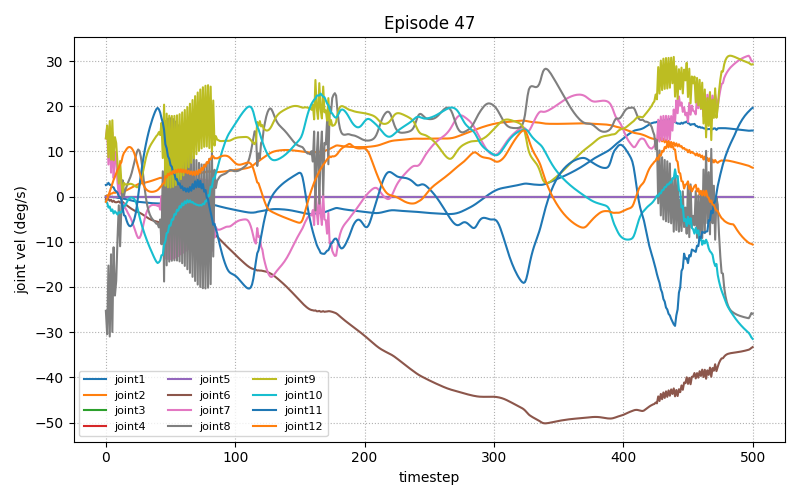 Episode 47
joint vel (deg/s)
30
20
10
0
−10
−20
−30
−40
−50
joint1 joint5 joint9
joint2 joint6 joint10
joint3 joint7 joint11
joint4 joint8 joint12
0 100 200 300 400 500
timestep